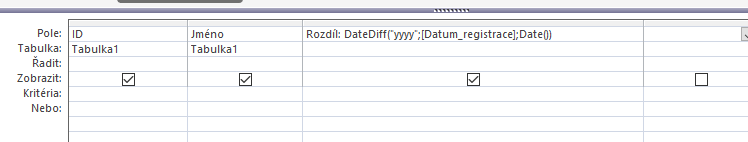 Pole: ID Jméno Rozdíl: DateDiff("yyyy";[Datum_registrace];Date())
Tabulka: Tabulka1 Tabulka1
Řadit:
Zobrazit:
Kritéria:
Nebo: